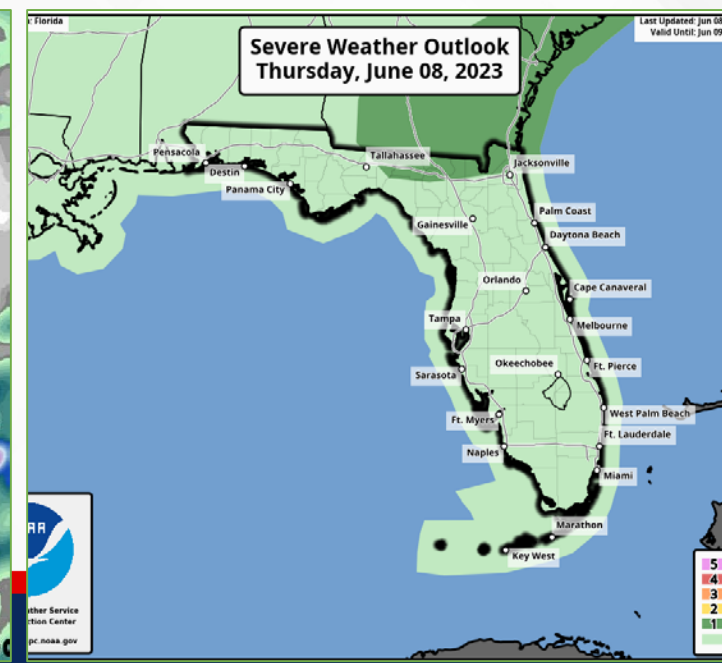 : Florida
Severe Weather Outlook
Thursday, June 08, 2023
Last Updated: Jun 08
Valid Until: Jun 09
Pensacola
Destin
Panama City
Tallahassee
Jacksonville
Gainesville
Palm Coast
Daytona Beach
Orlando
Cape Canaveral
Tampa
Melbourne
Okeechobee
Ft. Pierce
Sarasota
Ft. Myers
West Palm Beach
Ft. Lauderdale
Naples
Miami
Marathon
Key West
AA
ther Service
ction Center
pc.noaa.gov
5
4
3
2
1